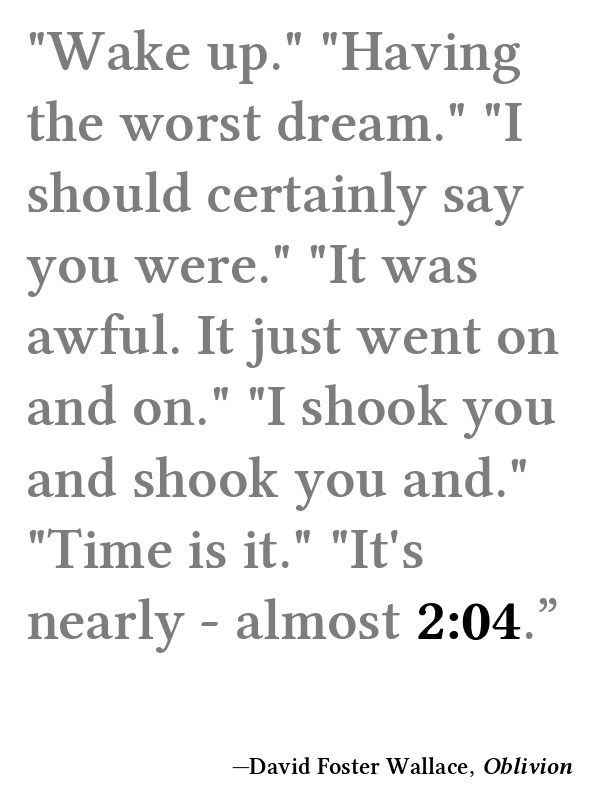 "Wake up." "Having
the worst dream." "I
should certainly say
you were." "It was
awful. It just went on
and on." "I shook you
and shook you and."
"Time is it." "It's
nearly - almost 2:04.”
—David Foster Wallace, Oblivion